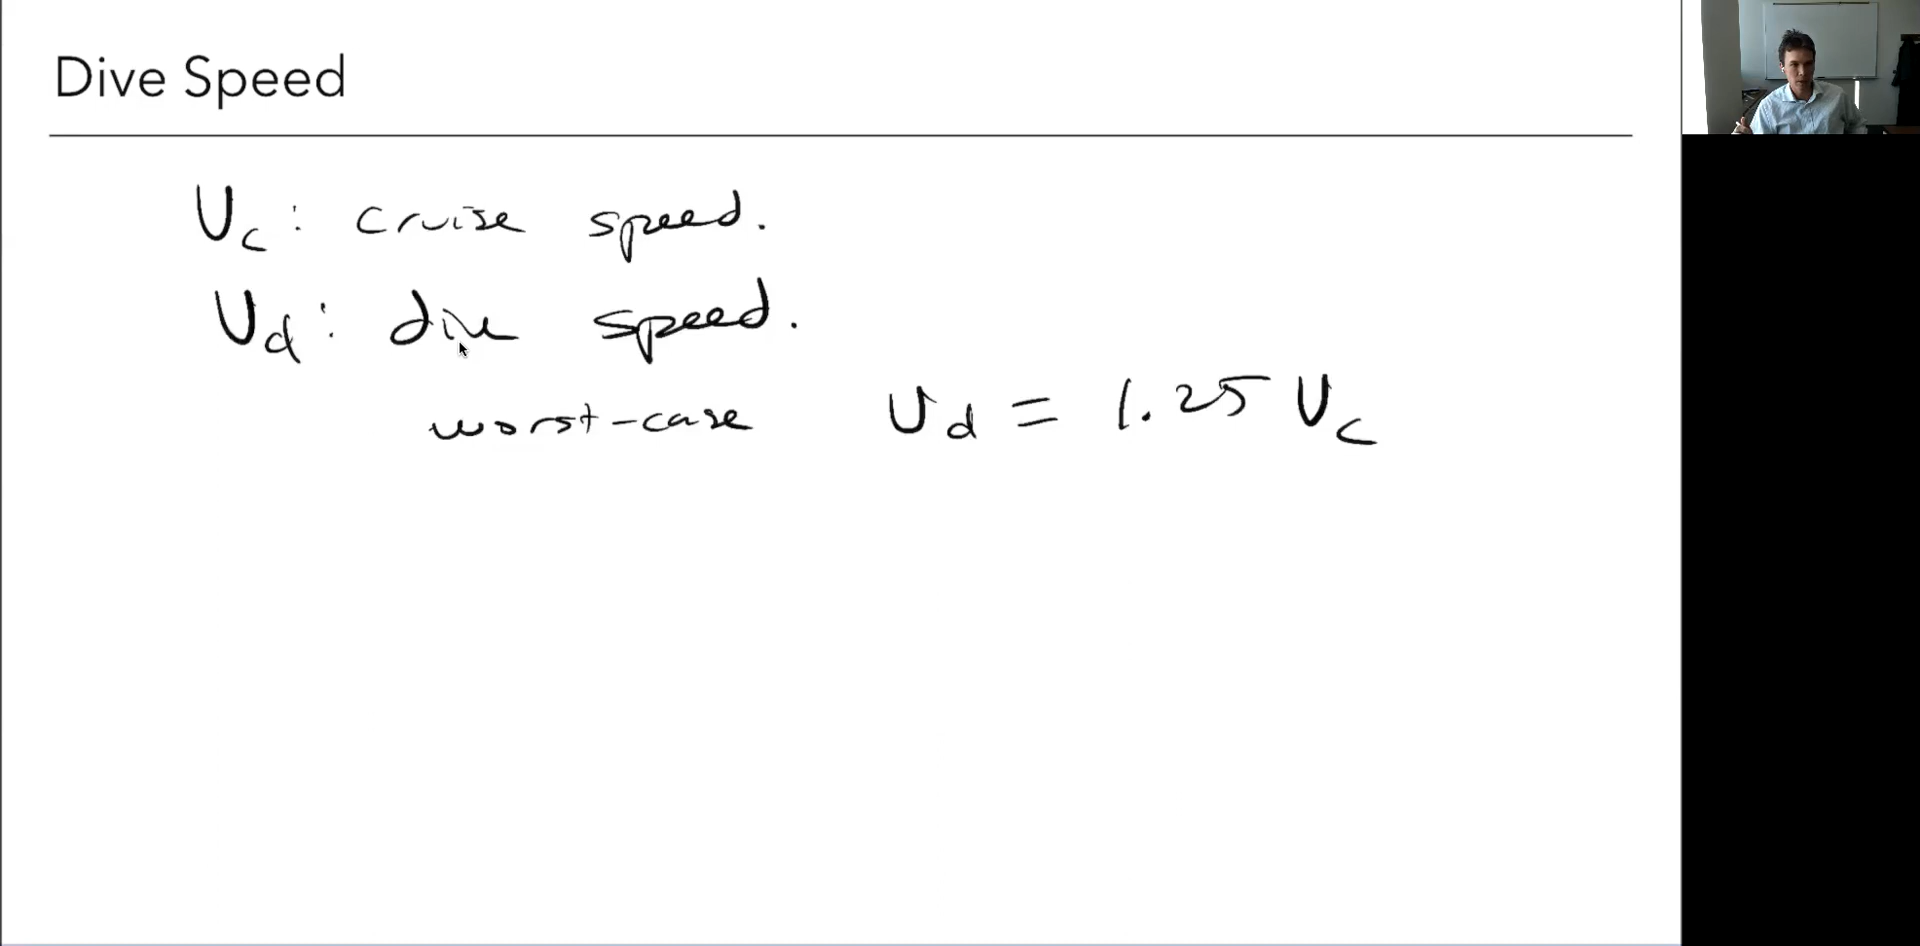 Dive Speed
Uc: cruise speed.
Ud: dive speed.
worst-case Ud = 1.25 Uc